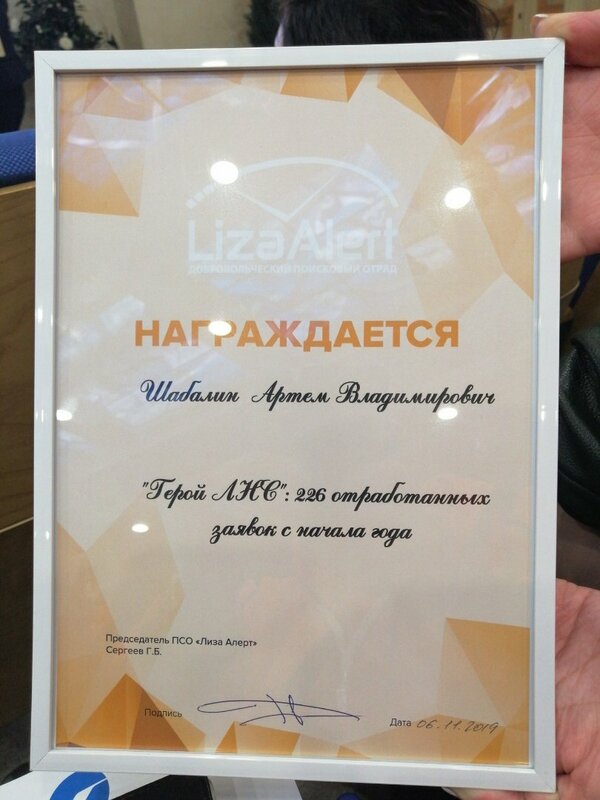 LizaAlert
ДОБРОВОЛЬЧЕСКИЙ ПОИСКОВЫЙ ОТРЯД
НАГРАЖДАЕТСЯ
Шабалин Артем Владимирович
"Герой ЛНС": 226 отработанных
заявок с начала года
Председатель ПСО «Лиза Алерт»
Сергеев Г.Б.
Подпись
Дата 06.11.2019